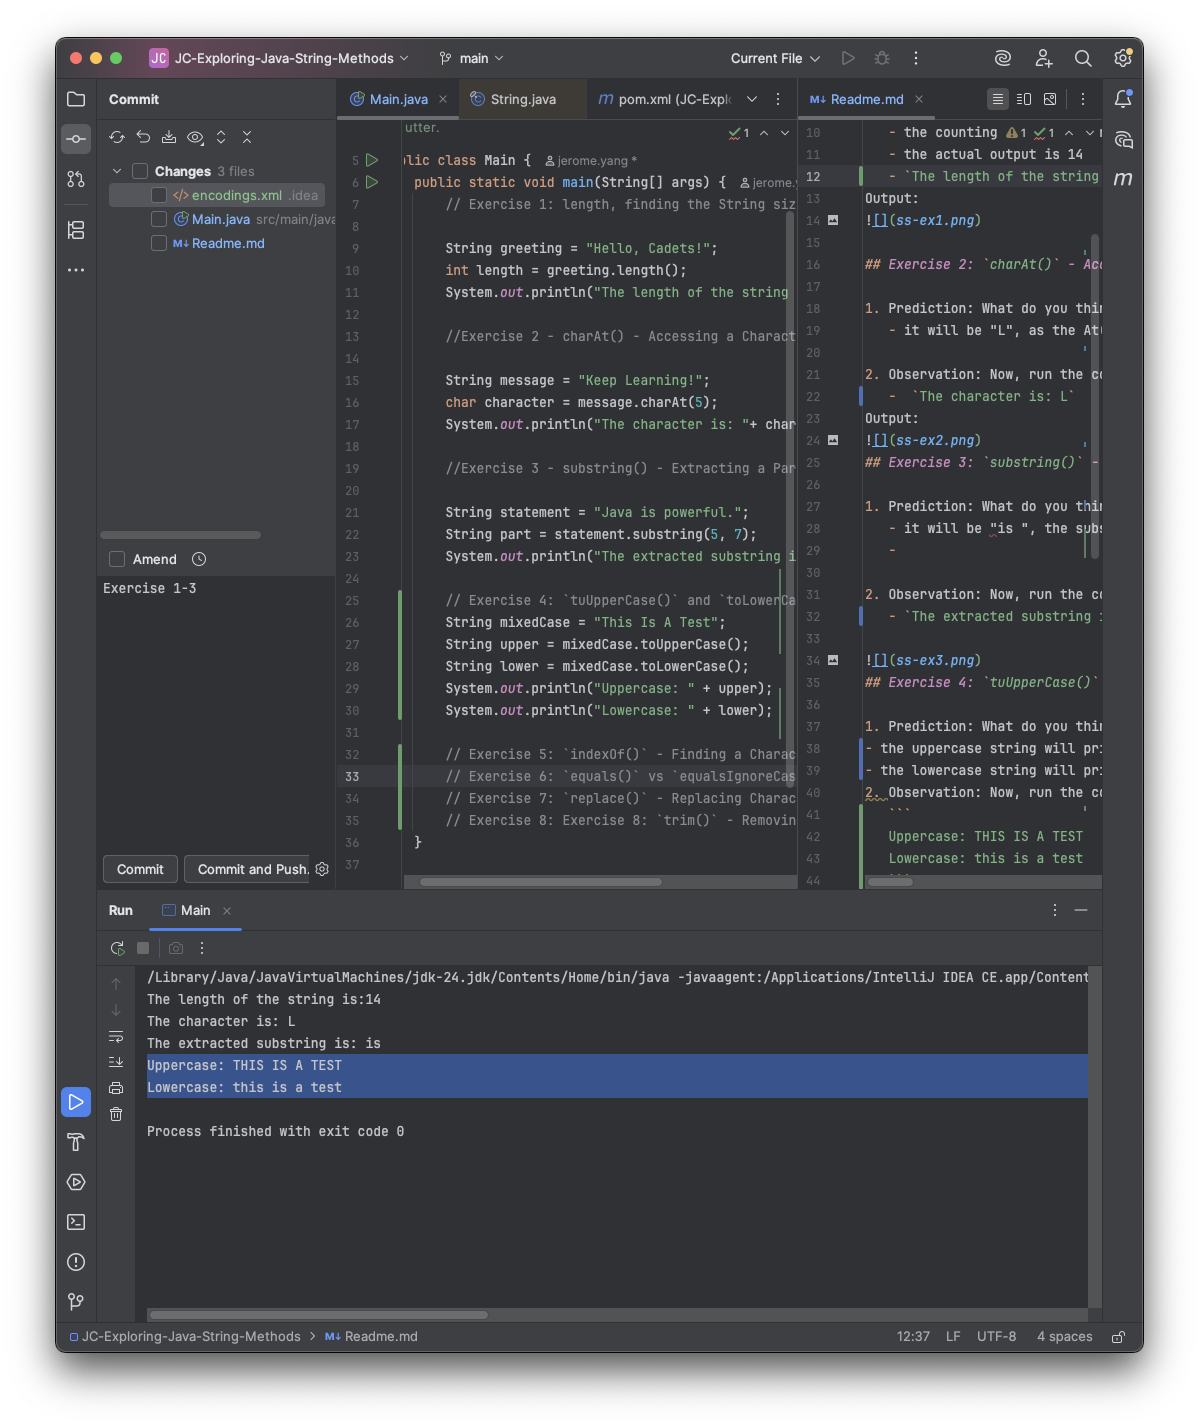 JC JC-Exploring-Java-String-Methods main Current File
Commit
Changes 3 files
encodings.xml .idea
Main.java src/main/java
Readme.md
Amend
Exercise 1-3
Commit Commit and Push.
Main.java String.java pom.xml (JC-Expl
utter.
1
5 lic class Main { jerome.yang *
6 public static void main(String[] args) { jerome.y
7 // Exercise 1: length, finding the String siz
8
9 String greeting = "Hello, Cadets!";
10 int length = greeting.length();
11 System.out.println("The length of the string
12
13 //Exercise 2 - charAt() - Accessing a Charact
14
15 String message = "Keep Learning!";
16 char character = message.charAt(5);
17 System.out.println("The character is: "+ char
18
19 //Exercise 3 - substring() - Extracting a Par
20
21 String statement = "Java is powerful.";
22 String part = statement.substring(5, 7);
23 System.out.println("The extracted substring i
24
25 // Exercise 4: `tuUpperCase()` and `toLowerCa
26 String mixedCase = "This Is A Test";
27 String upper = mixedCase.toUpperCase();
28 String lower = mixedCase.toLowerCase();
29 System.out.println("Uppercase: " + upper);
30 System.out.println("Lowercase: " + lower);
31
32 // Exercise 5: `indexOf()` - Finding a Charac
33 // Exercise 6: `equals()` vs `equalsIgnoreCas
34 // Exercise 7: `replace()` - Replacing Charac
35 // Exercise 8: Exercise 8: `trim()` - Removin
36 }
37
Readme.md
10 - the counting 1 1
11 - the actual output is 14
12 - `The length of the string
13 Output:
14 ![](ss-ex1.png)
15
16 ## Exercise 2: `charAt()` - Acc
17
18 1. Prediction: What do you thin
19 - it will be "L", as the At
20
21 2. Observation: Now, run the co
22 - `The character is: L`
23 Output:
24 ![](ss-ex2.png)
25 ## Exercise 3: `substring()` -
26
27 1. Prediction: What do you thin
28 - it will be "is ", the subs
29 -
30
31 2. Observation: Now, run the co
32 - `The extracted substring i
33
34 ![](ss-ex3.png)
35 ## Exercise 4: `tuUpperCase()`
36
37 1. Prediction: What do you thin
38 - the uppercase string will pri
39 - the lowercase string will pri
40 2. Observation: Now, run the co
41 ```
42 Uppercase: THIS IS A TEST
43 Lowercase: this is a test
44 ```
Run Main
/Library/Java/JavaVirtualMachines/jdk-24.jdk/Contents/Home/bin/java -javaagent:/Applications/IntelliJ IDEA CE.app/Content
The length of the string is:14
The character is: L
The extracted substring is: is
Uppercase: THIS IS A TEST
Lowercase: this is a test
Process finished with exit code 0
JC-Exploring-Java-String-Methods > Readme.md 12:37 LF UTF-8 4 spaces